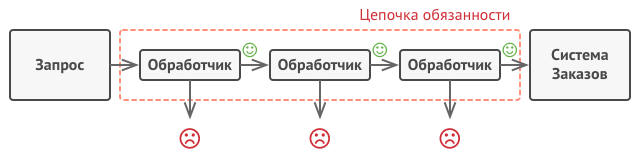 Цепочка обязанности
Запрос
Обработчик
Обработчик
Обработчик
Система
Заказов